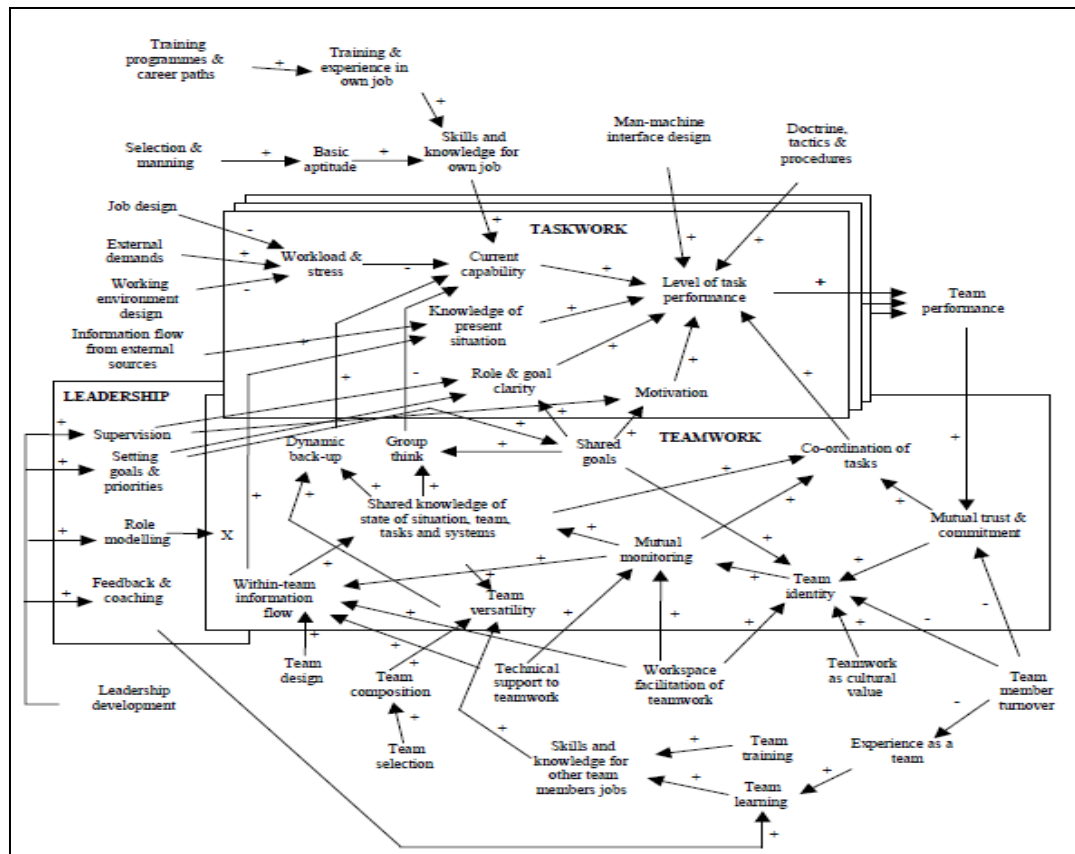 Training
programmes &
career paths
+
Training &
experience in
own job
+
Man-machine
interface design
Doctrine,
tactics &
procedures
Selection &
manning
+
Basic
aptitude
+
Skills and
knowledge for
own job
Job design
-
+
TASKWORK
+
+
External
demands
+
Workload &
stress
-
Current
capability
+
Level of task
performance
+
Team
performance
Working
environment
design
-
Knowledge of
present
situation
+
Information flow
from external
sources
+
+
-
Role & goal
clarity
+
+
Motivation
+
LEADERSHIP
+
Supervision
+
Setting
goals &
priorities
Dynamic
back-up
Group
think
+
+
+
Shared
goals
TEAMWORK
Co-ordination of
tasks
+
+
+
+
+
+
Shared knowledge of
state of situation, team,
tasks and systems
+
+
Mutual trust &
commitment
+
Role
modelling
X
+
Mutual
monitoring
+
+
+
+
Feedback &
coaching
Within-team
information
flow
+
+
Team
versatility
+
+
+
+
Team
identity
+
-
-
+
+
Team
design
+
Team
composition
+
+
Technical
support to
teamwork
Workspace
facilitation of
teamwork
Teamwork
as cultural
value
Team
member
turnover
Leadership
development
+
Team
selection
+
Skills and
knowledge for
other team
members jobs
+
Team
training
-
Experience as a
team
+
Team
learning
+
+